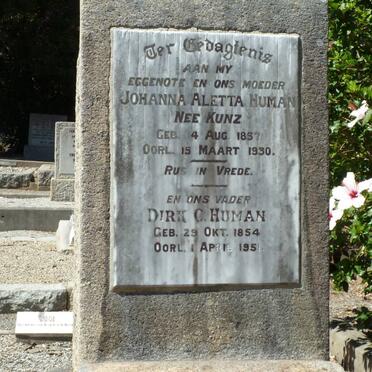 Ter Gedagtenis
AAN MY
EGGENOTE EN ONS MOEDER
JOHANNA ALETTA HUMAN
NEE KUNZ
GEB. 4 AUG. 1857
OORL. 15 MAART 1930.
RUS IN VREDE.
EN ONS VADER
DIRK C. HUMAN
GEB. 29 OKT. 1854
OORL. 1 APRIL 195